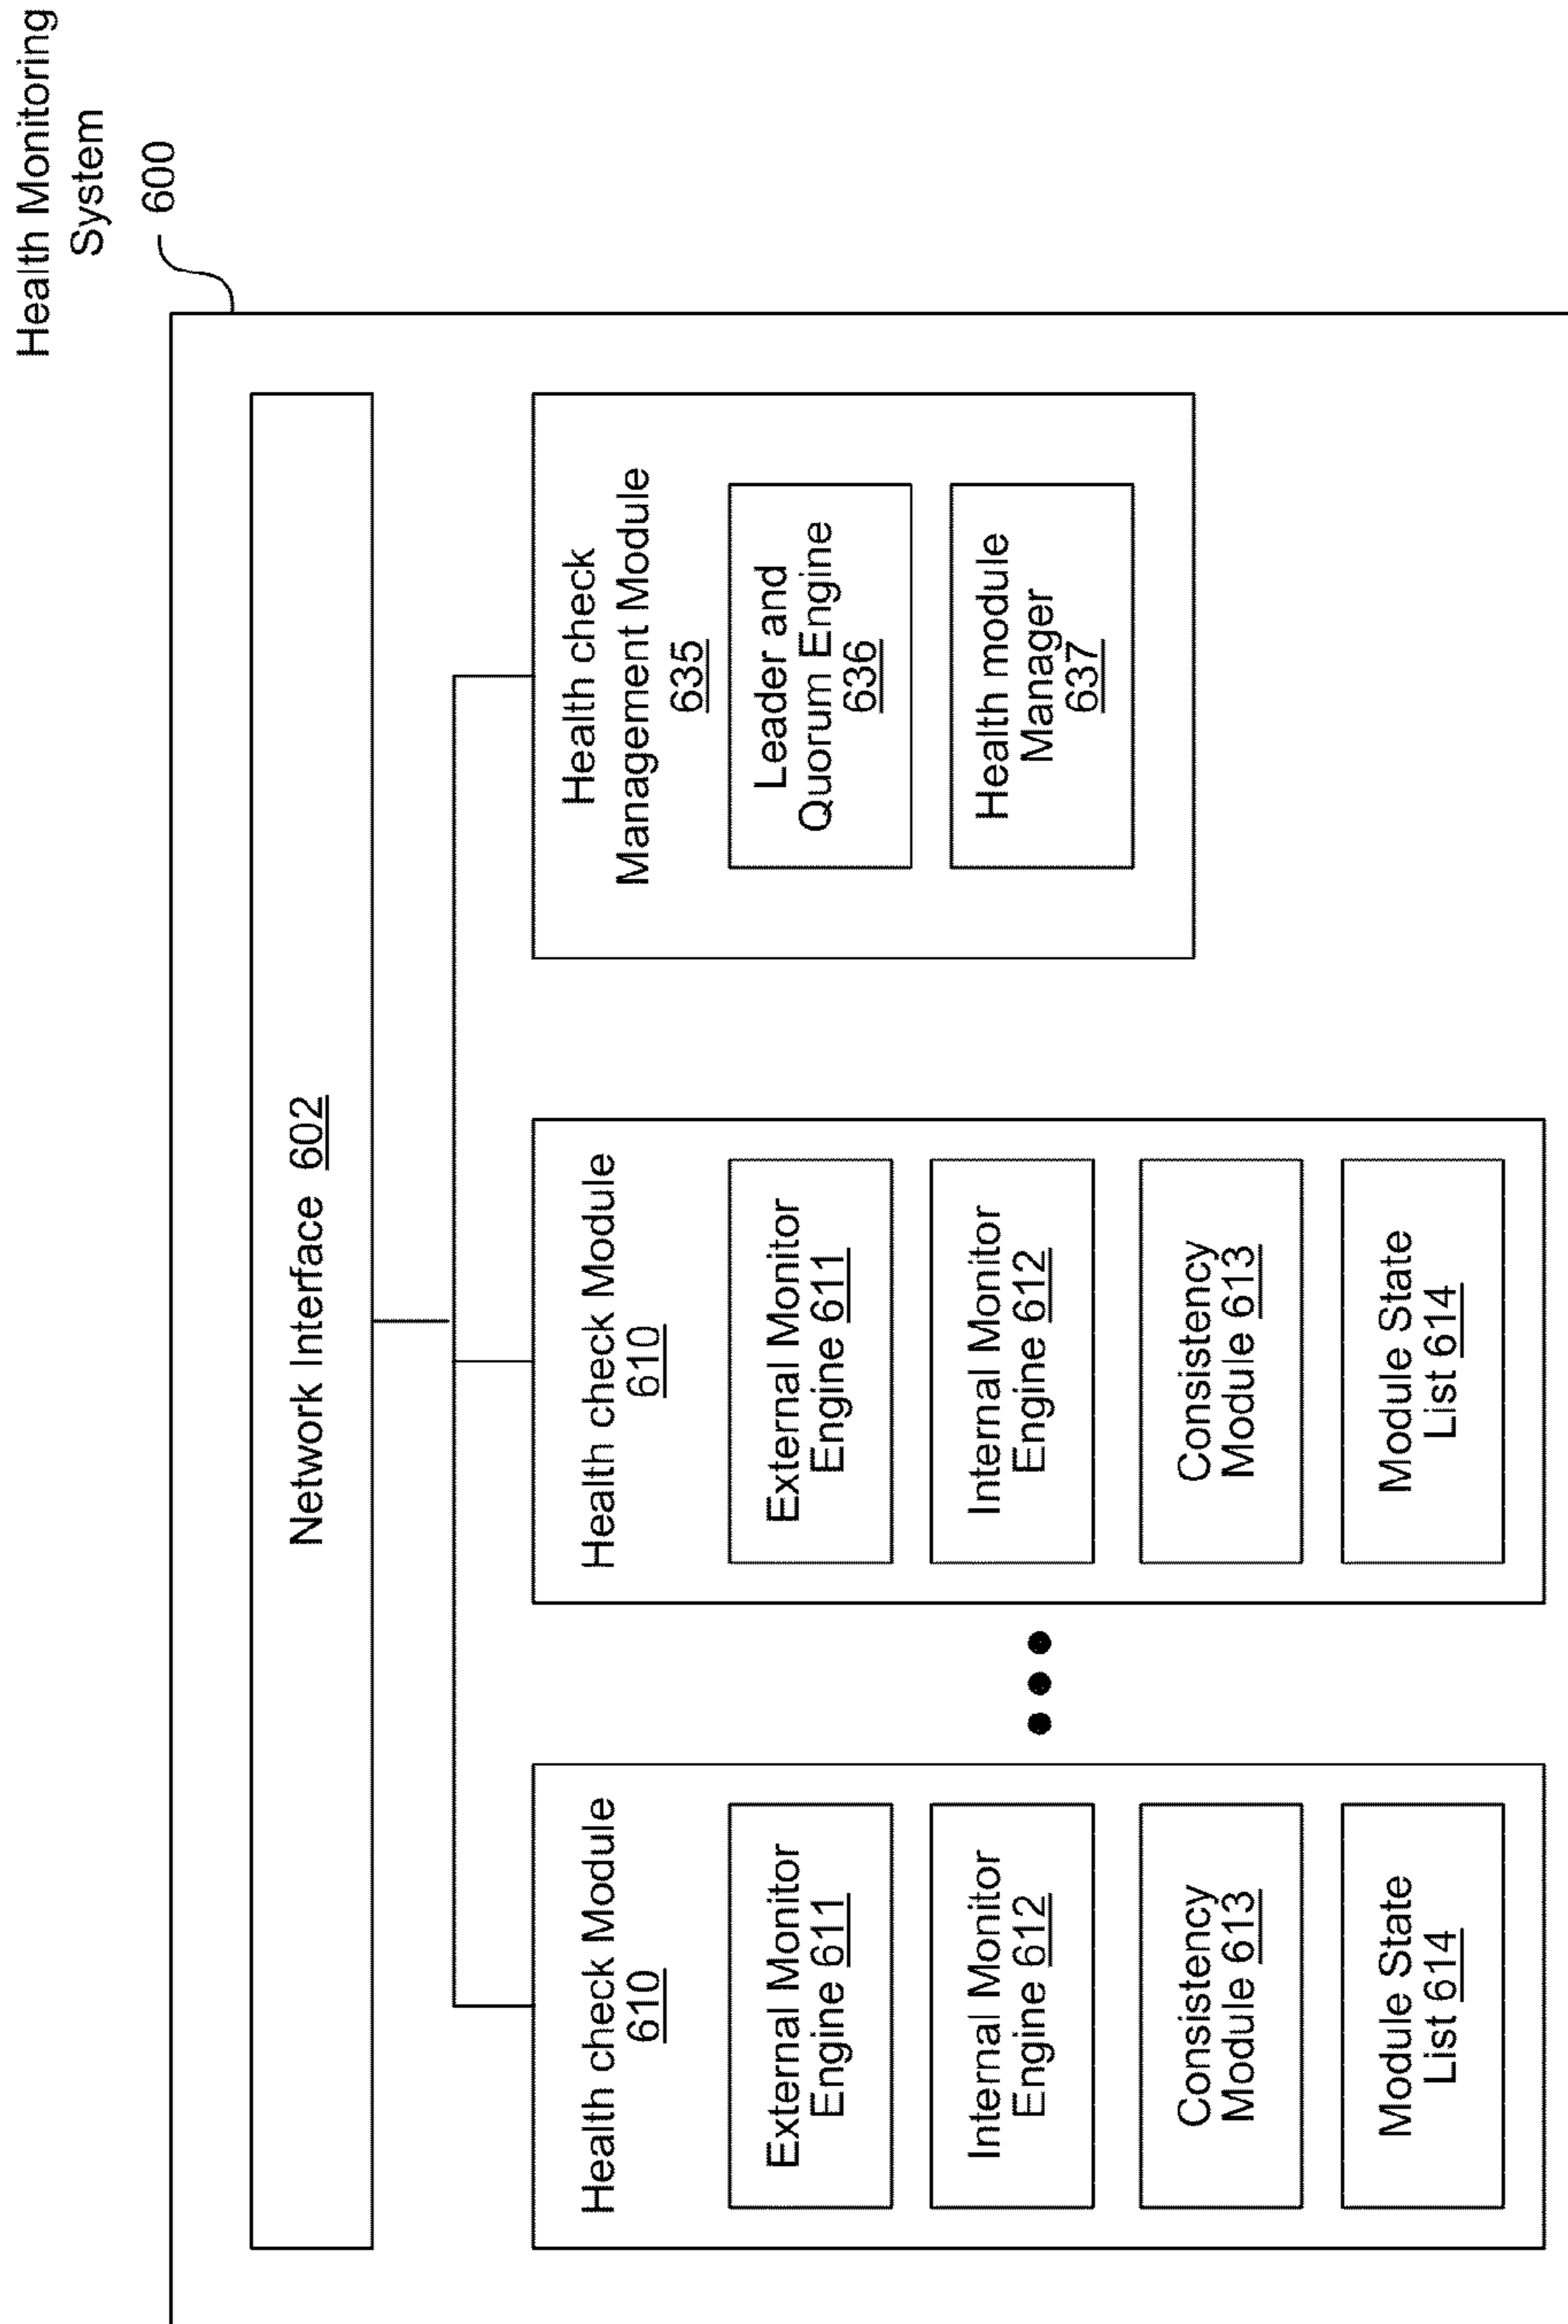 Health Monitoring
System
600
Network Interface 602
Health check Module
610
External Monitor
Engine 611
Internal Monitor
Engine 612
Consistency
Module 613
Module State
List 614
Health check Module
610
External Monitor
Engine 611
Internal Monitor
Engine 612
Consistency
Module 613
Module State
List 614
Health check
Management Module
635
Leader and
Quorum Engine
636
Health module
Manager
637